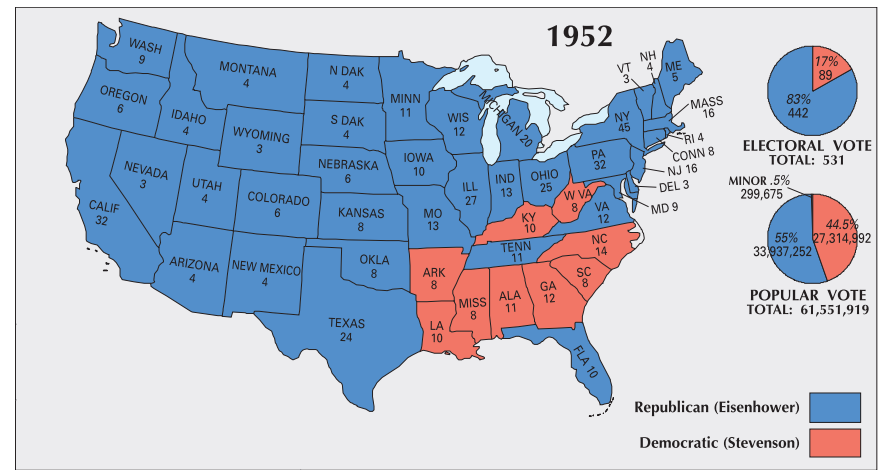 1952
WASH
9
OREGON
6
CALIF
32
NEVADA
3
IDAHO
4
MONTANA
4
WYOMING
3
UTAH
4
ARIZONA
4
COLORADO
6
NEW MEXICO
4
N DAK
4
S DAK
4
NEBRASKA
6
KANSAS
8
OKLA
8
TEXAS
24
MINN
11
IOWA
10
MO
13
ARK
8
LA
10
WIS
12
ILL
27
MICHIGAN 20
IND
13
OHIO
25
KY
10
TENN
11
MISS
8
ALA
11
GA
12
FLA 10
SC
8
NC
14
VA
12
W VA
8
PA
32
NY
45
VT
3
NH
4
ME
5
MASS
16
RI 4
CONN 8
NJ 16
DEL 3
MD 9
17%
89
83%
442
ELECTORAL VOTE
TOTAL: 531
MINOR .5%
299,675
44.5%
27,314,992
55%
33,937,252
POPULAR VOTE
TOTAL: 61,551,919
Republican (Eisenhower)
Democratic (Stevenson)